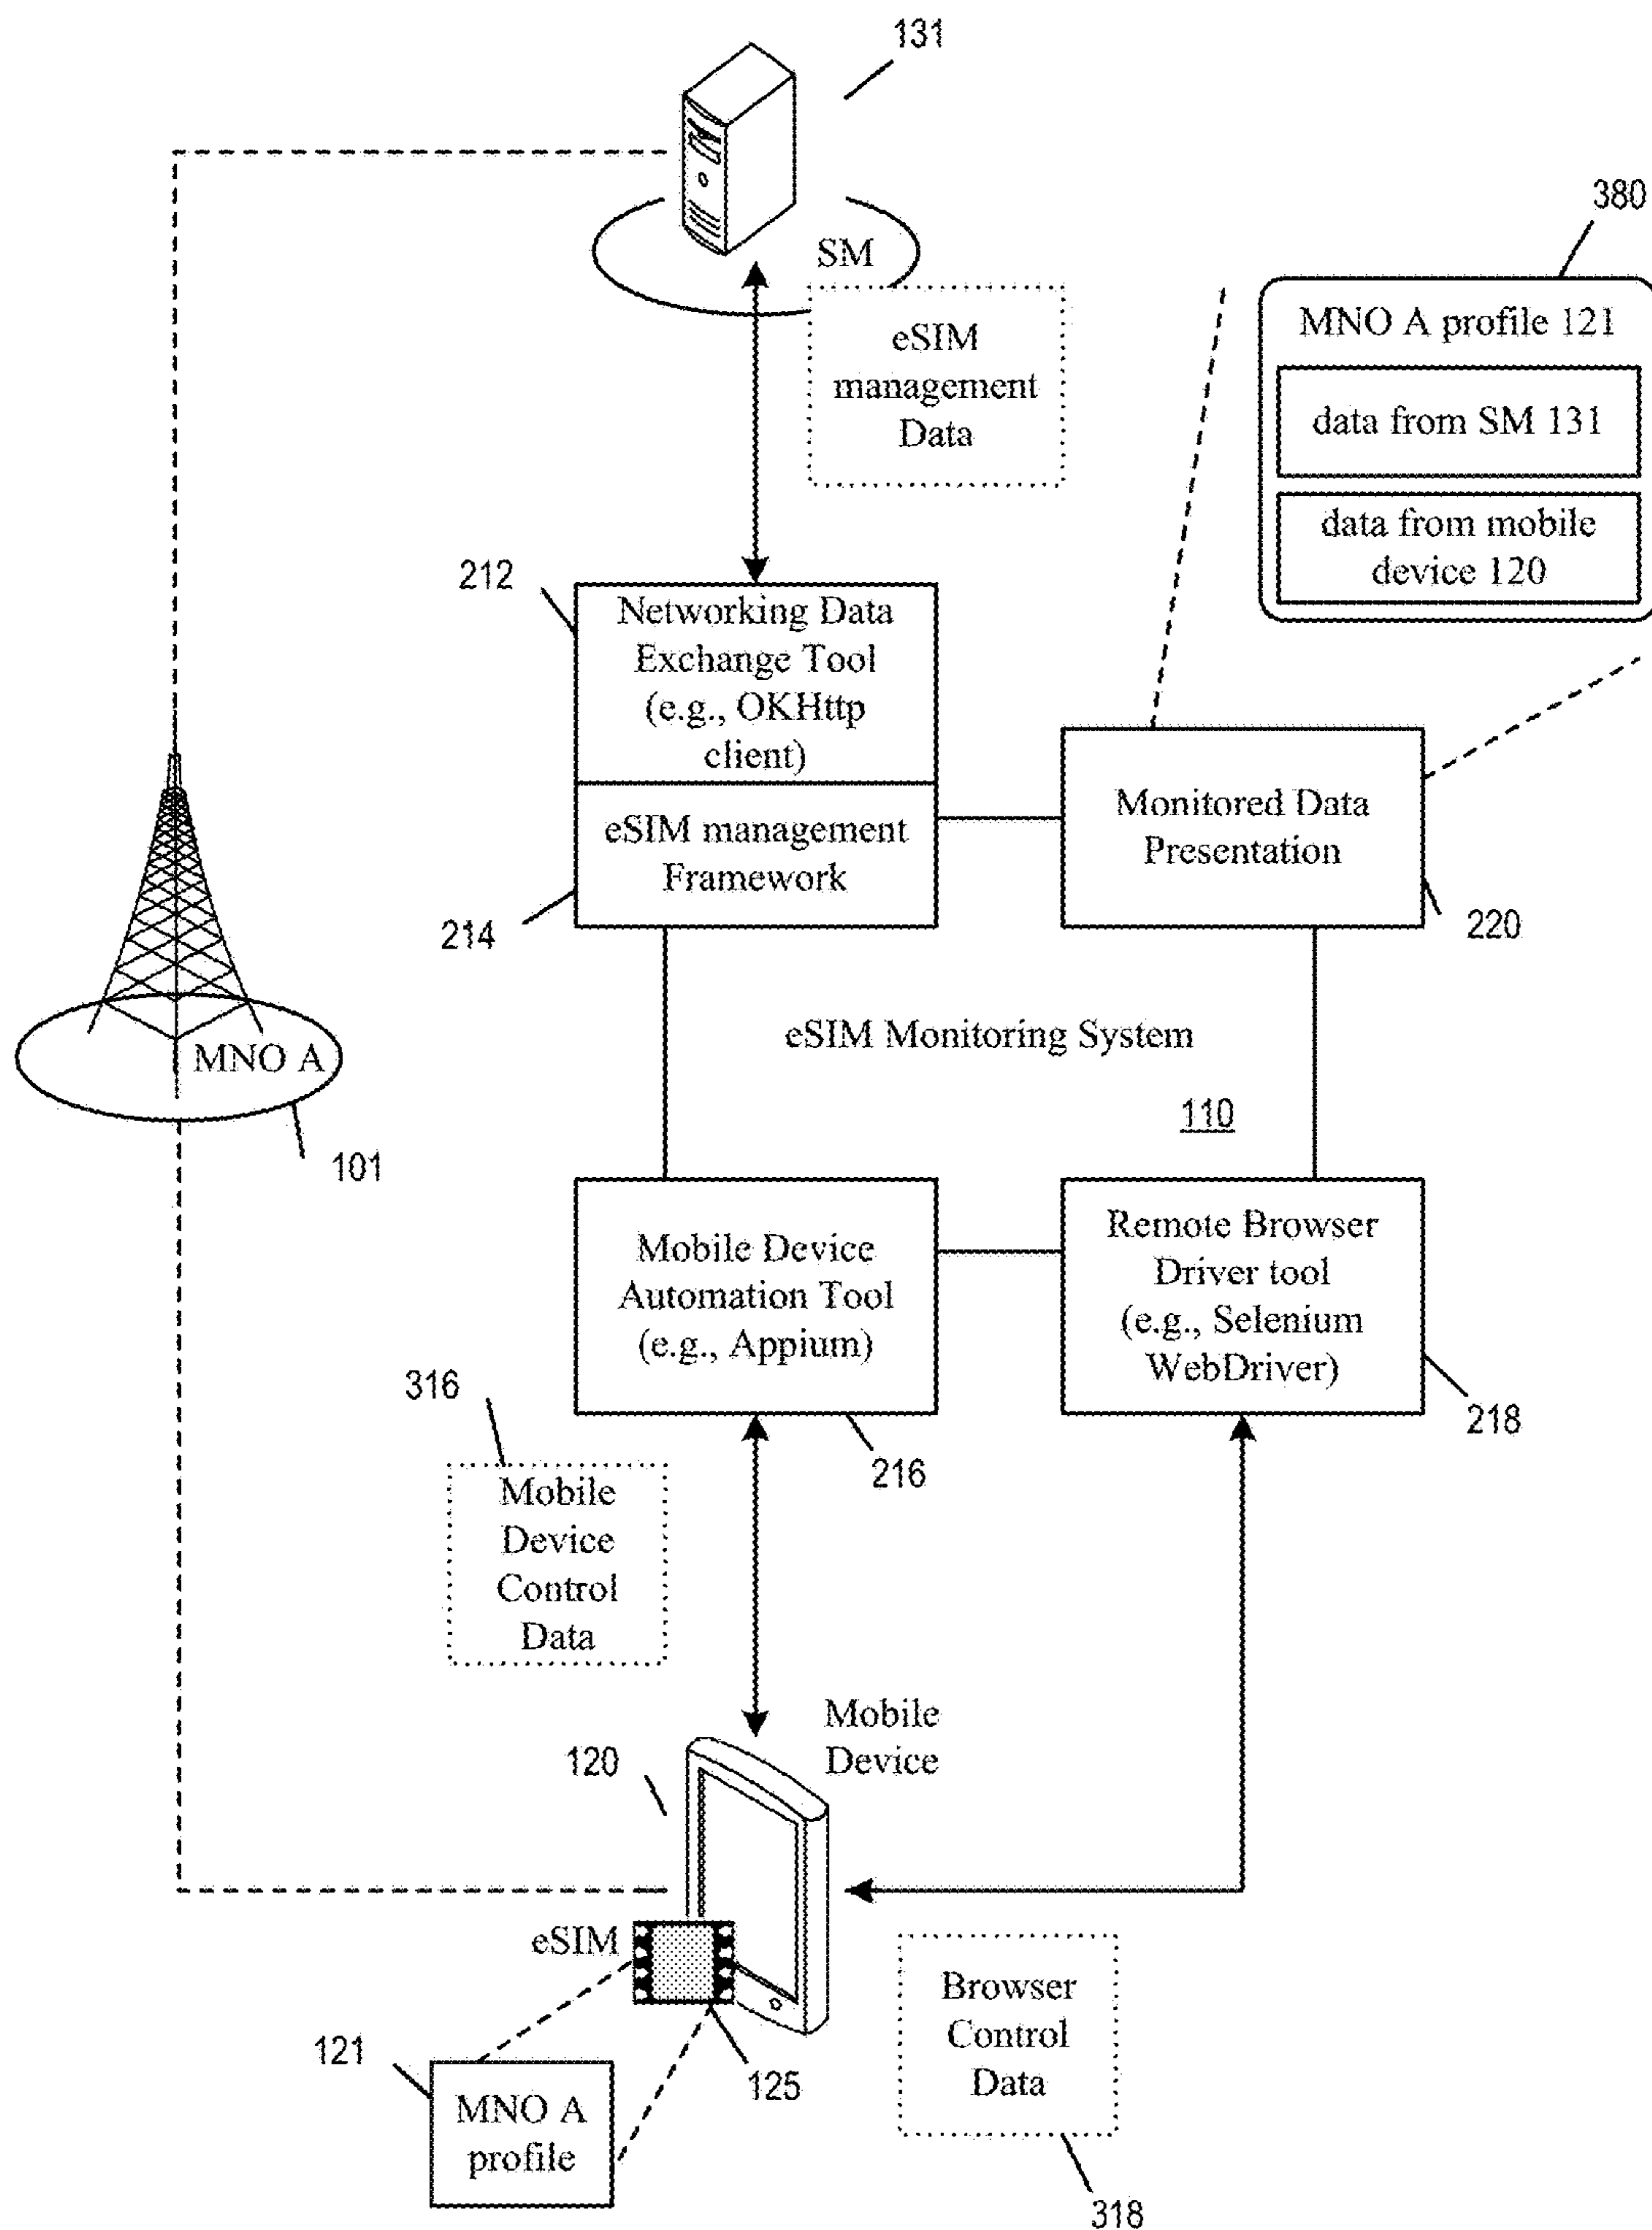 131
SM
eSIM
management
Data
380
MNO A profile 121
data from SM 131
data from mobile
device 120
212
Networking Data
Exchange Tool
(e.g., OKHttp
client)
eSIM management
Framework
214
Monitored Data
Presentation
220
MNO A
101
eSIM Monitoring System
110
Mobile Device
Automation Tool
(e.g., Appium)
216
Remote Browser
Driver tool
(e.g., Selenium
WebDriver)
218
316
Mobile
Device
Control
Data
Mobile
Device
120
eSIM
125
121
MNO A
profile
Browser
Control
Data
318